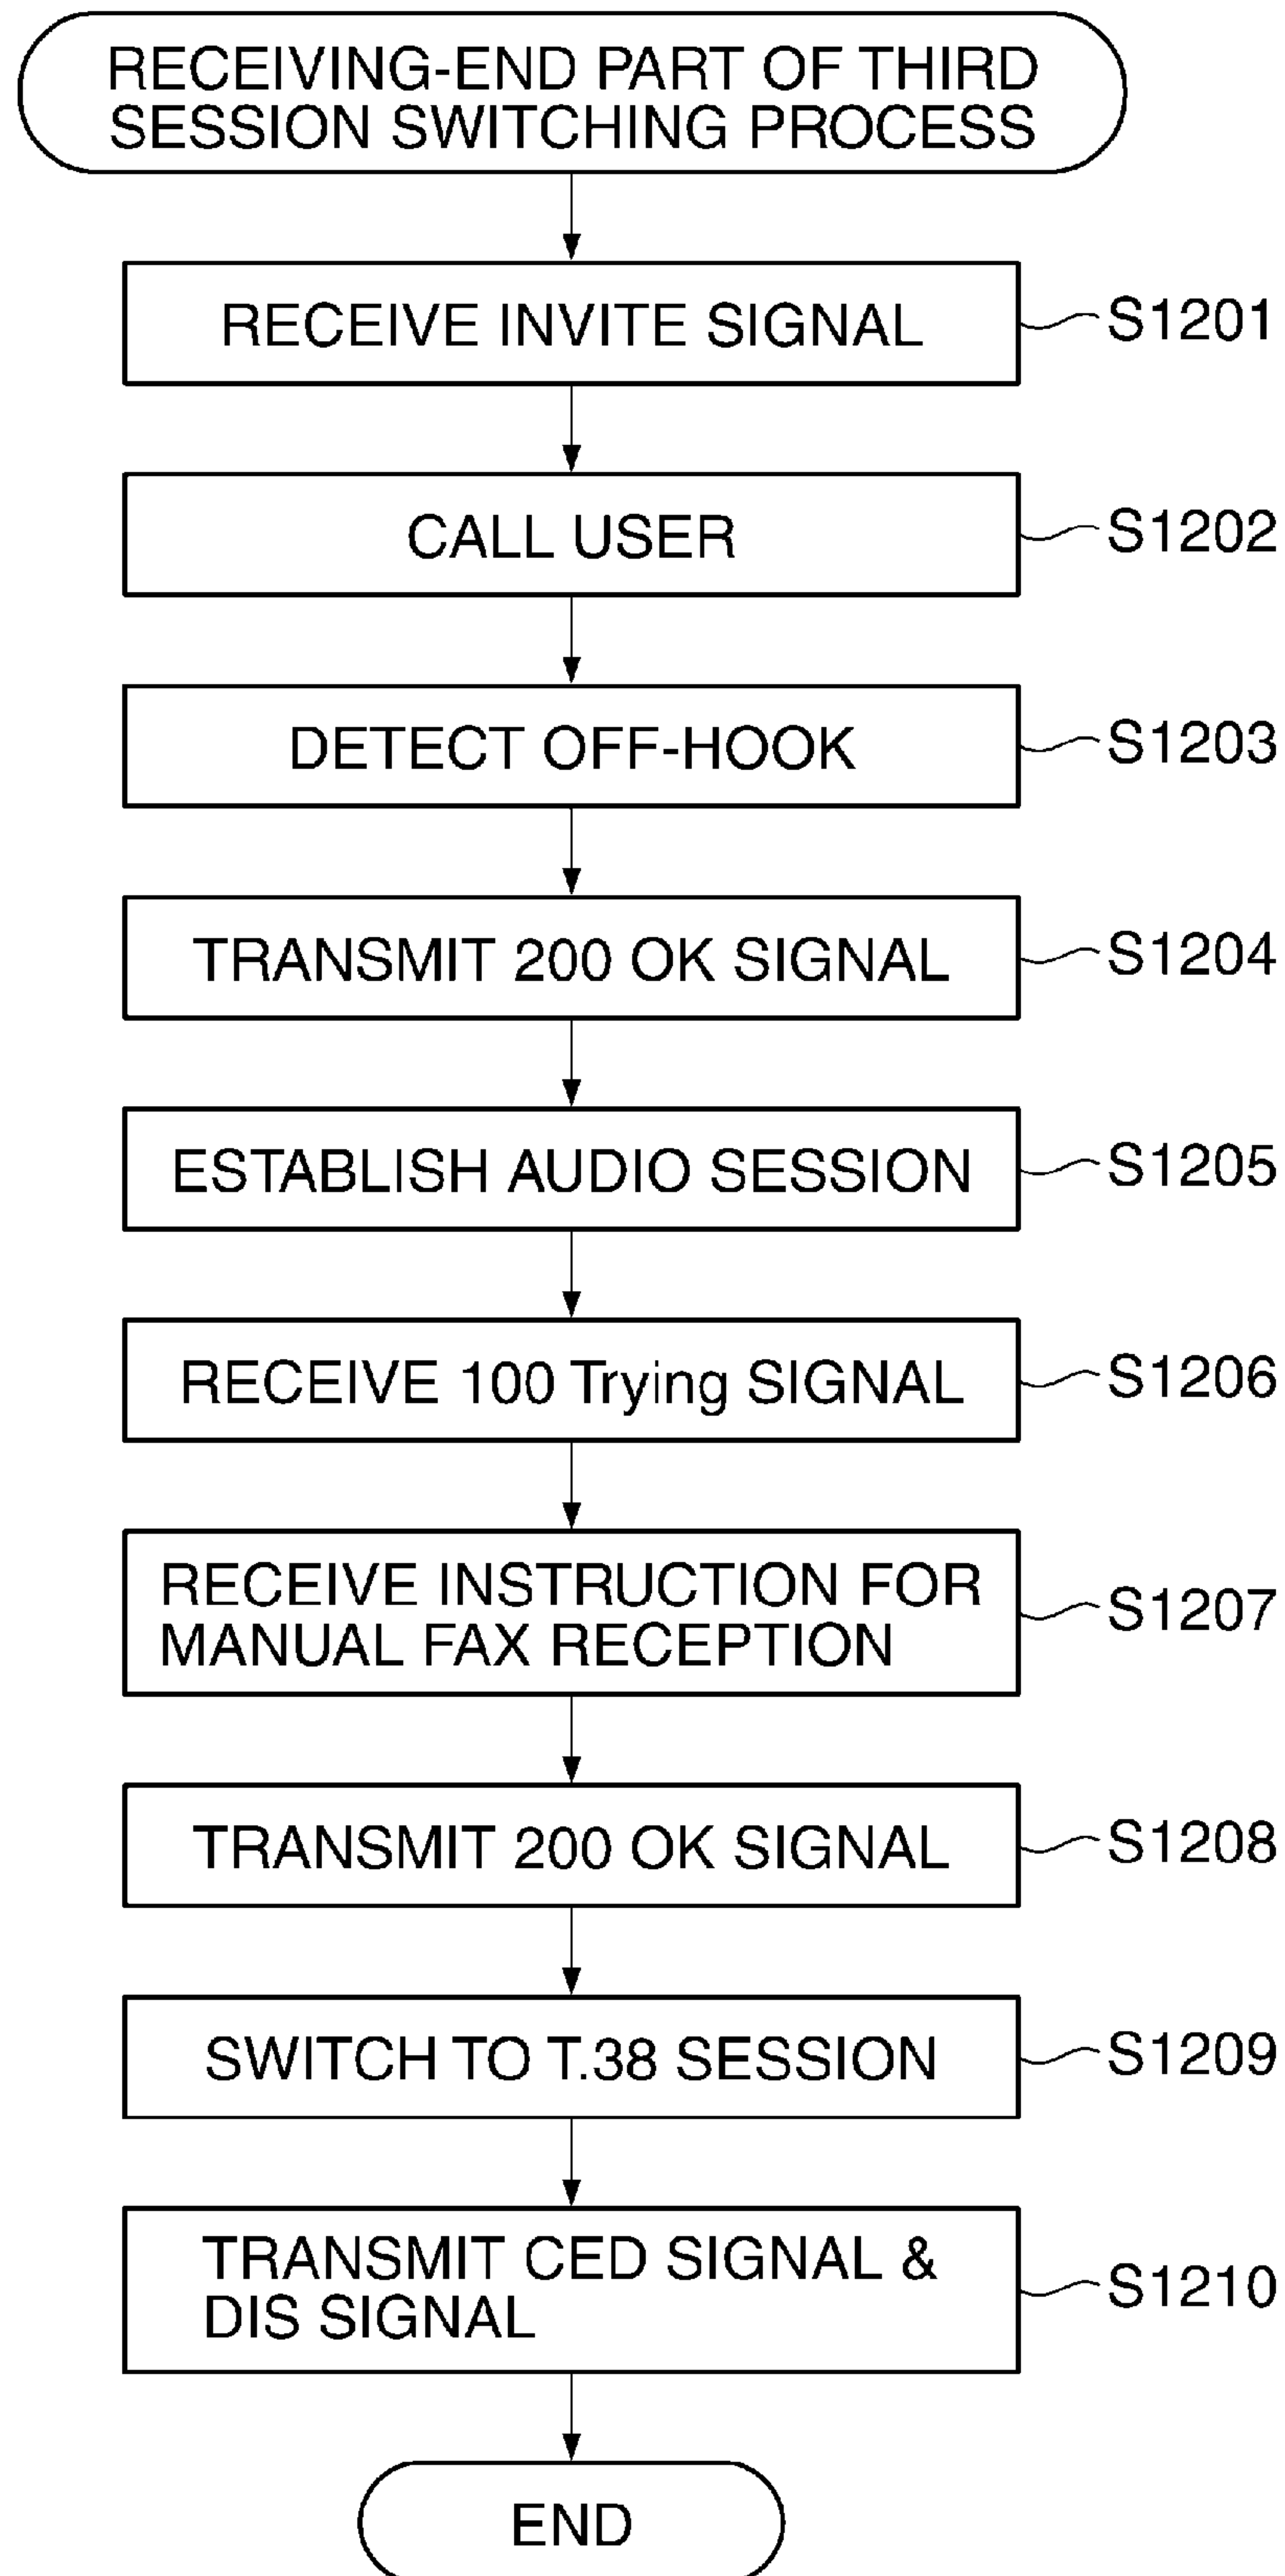 RECEIVING-END PART OF THIRD
SESSION SWITCHING PROCESS
RECEIVE INVITE SIGNAL
S1201
CALL USER
S1202
DETECT OFF-HOOK
S1203
TRANSMIT 200 OK SIGNAL
S1204
ESTABLISH AUDIO SESSION
S1205
RECEIVE 100 Trying SIGNAL
S1206
RECEIVE INSTRUCTION FOR
MANUAL FAX RECEPTION
S1207
TRANSMIT 200 OK SIGNAL
S1208
SWITCH TO T.38 SESSION
S1209
TRANSMIT CED SIGNAL &
DIS SIGNAL
S1210
END